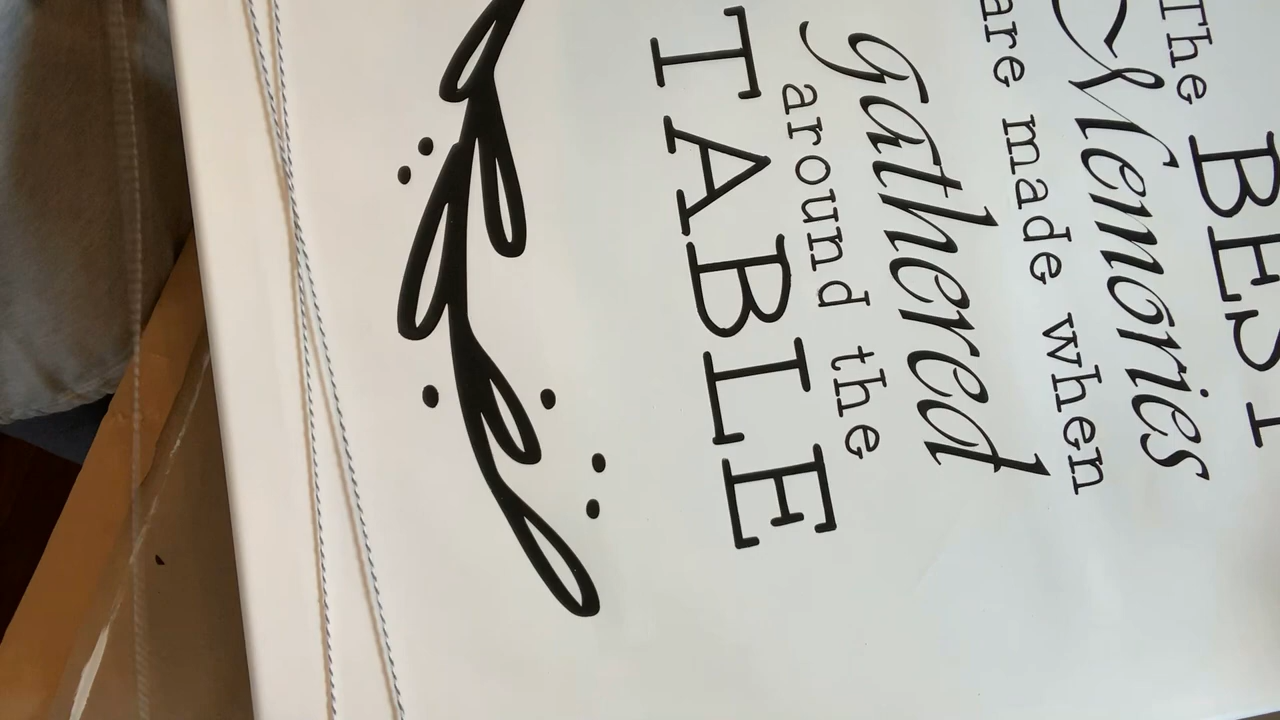 The BEST
Memories
are made when
gathered
around the
TABLE